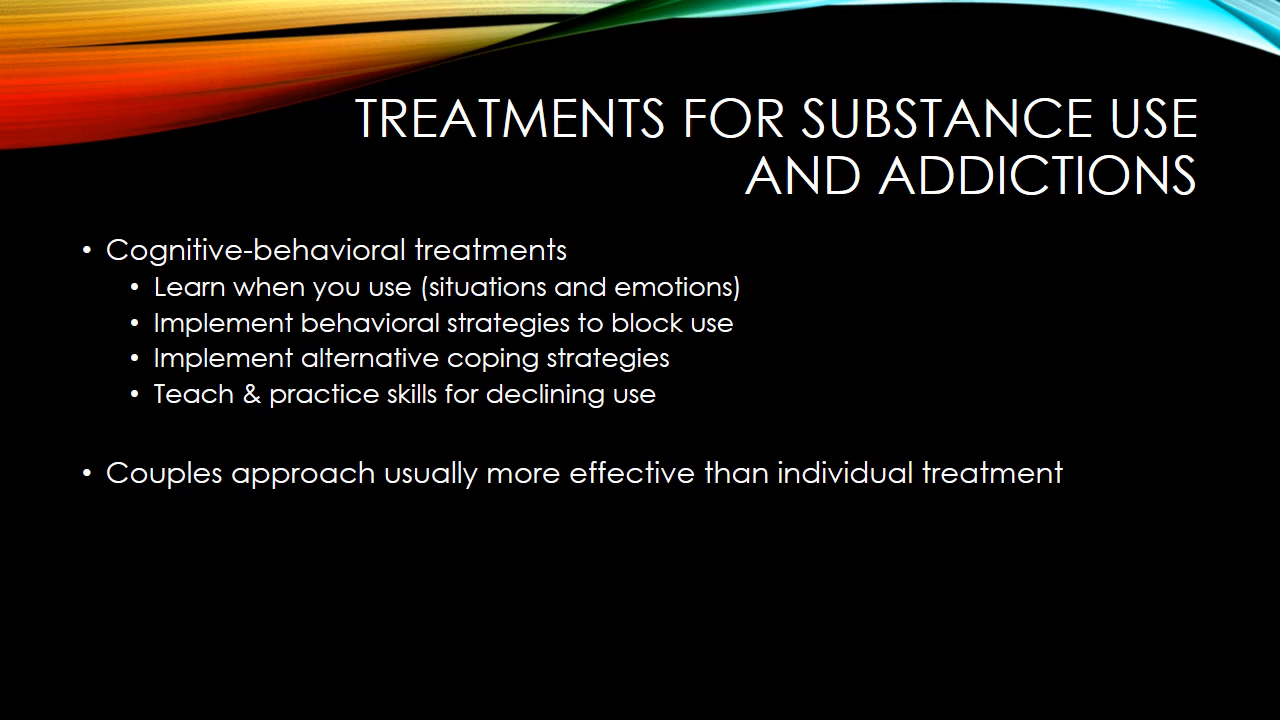 TREATMENTS FOR SUBSTANCE USE
AND ADDICTIONS
• Cognitive-behavioral treatments
• Learn when you use (situations and emotions)
• Implement behavioral strategies to block use
• Implement alternative coping strategies
• Teach & practice skills for declining use
• Couples approach usually more effective than individual treatment